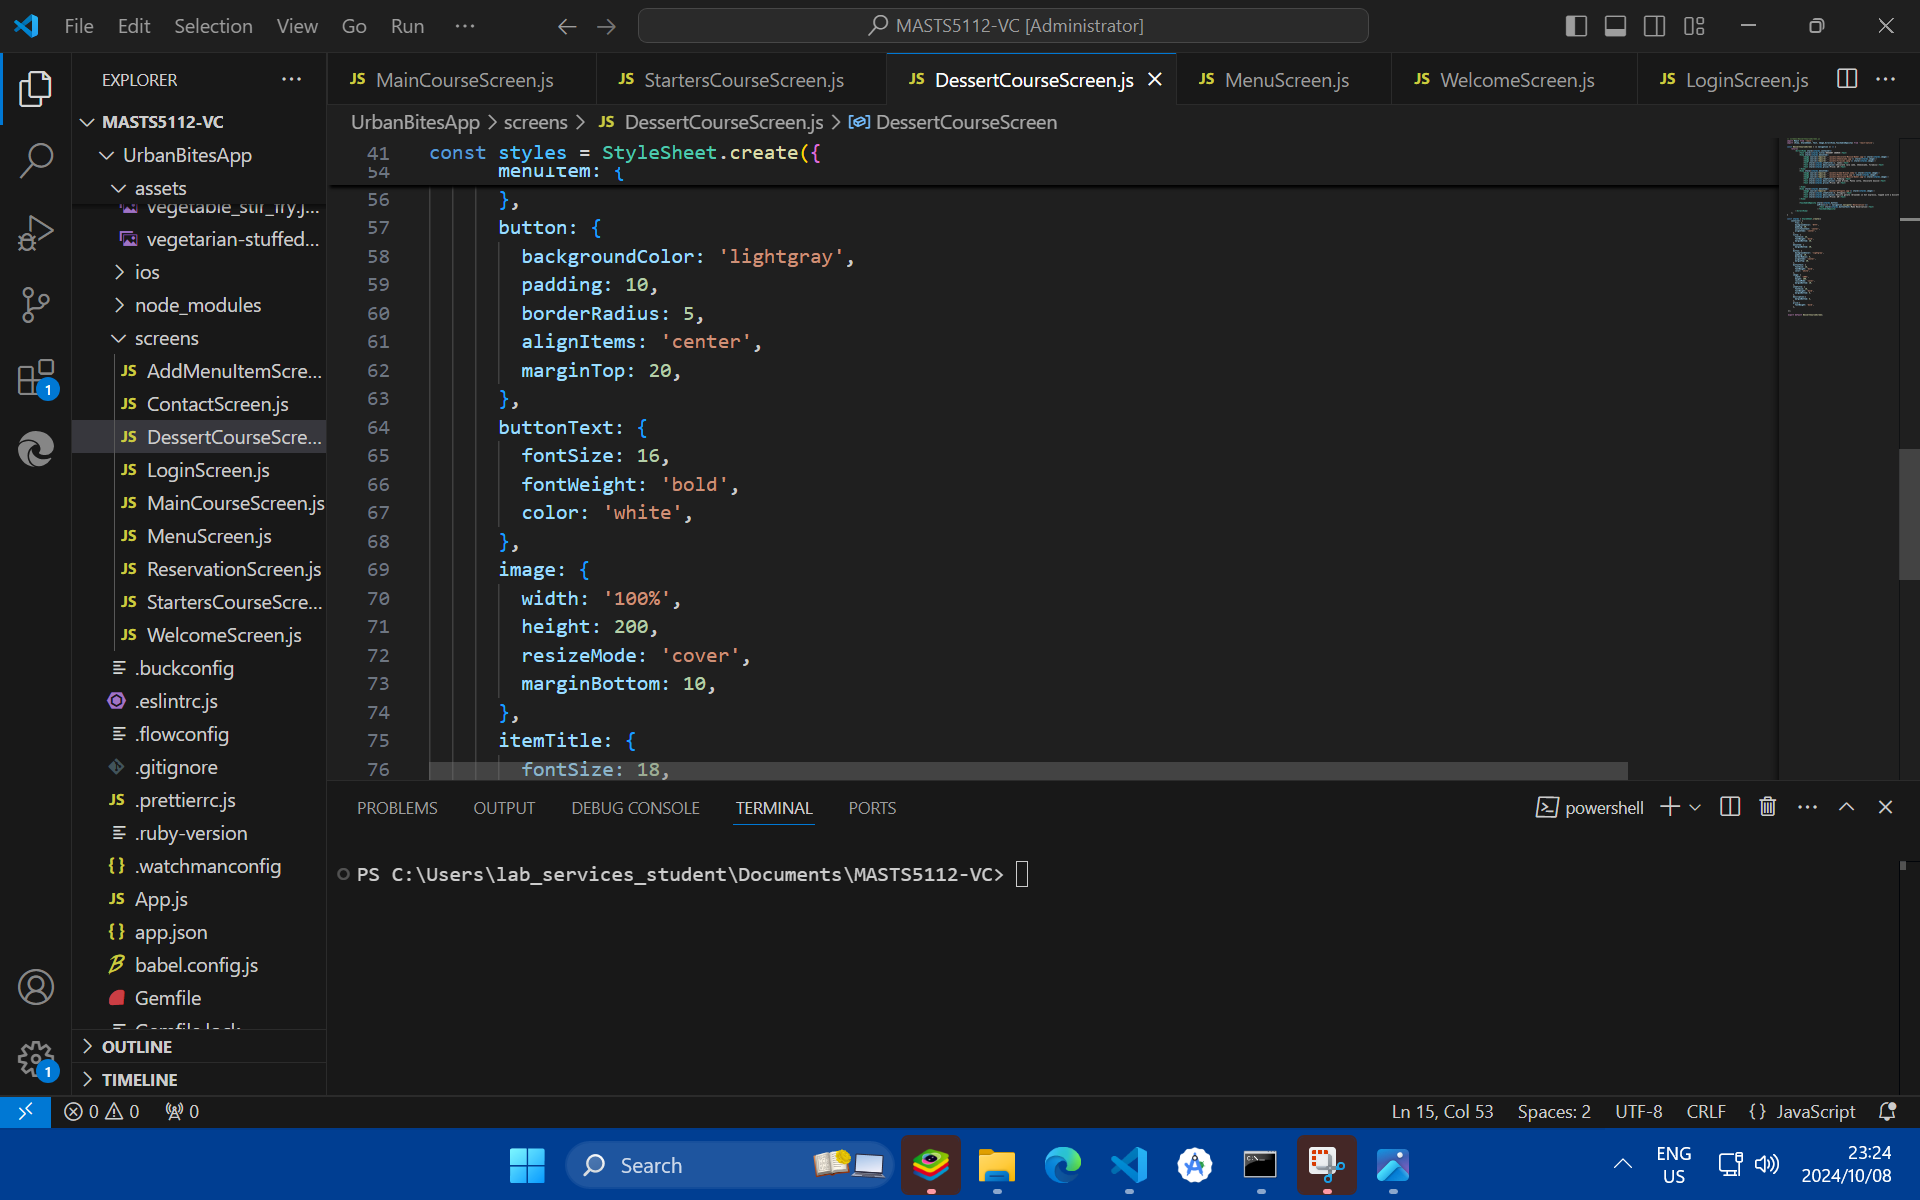 File Edit Selection View Go Run ···
MASTS5112-VC [Administrator]
EXPLORER
MASTS5112-VC
UrbanBitesApp
assets
vegetable_stir_fry.j...
vegetarian-stuffed...
ios
node_modules
screens
JS AddMenuItemScre...
JS ContactScreen.js
JS DessertCourseScre...
JS LoginScreen.js
JS MainCourseScreen.js
JS MenuScreen.js
JS ReservationScreen.js
JS StartersCourseScre...
JS WelcomeScreen.js
.buckconfig
.eslintrc.js
.flowconfig
.gitignore
JS .prettierrc.js
.ruby-version
{} .watchmanconfig
JS App.js
{} app.json
babel.config.js
Gemfile
Gemfile.lock
OUTLINE
TIMELINE
JS MainCourseScreen.js JS StartersCourseScreen.js JS DessertCourseScreen.js JS MenuScreen.js JS WelcomeScreen.js JS LoginScreen.js
UrbanBitesApp > screens > JS DessertCourseScreen.js > DessertCourseScreen
41 const styles = StyleSheet.create({
54 menuItem: {
56 },
57 button: {
58 backgroundColor: 'lightgray',
59 padding: 10,
60 borderRadius: 5,
61 alignItems: 'center',
62 marginTop: 20,
63 },
64 buttonText: {
65 fontSize: 16,
66 fontWeight: 'bold',
67 color: 'white',
68 },
69 image: {
70 width: '100%',
71 height: 200,
72 resizeMode: 'cover',
73 marginBottom: 10,
74 },
75 itemTitle: {
76 fontSize: 18,
PROBLEMS OUTPUT DEBUG CONSOLE TERMINAL PORTS
powershell
PS C:\Users\lab_services_student\Documents\MASTS5112-VC>
1
1
0 0 0
Ln 15, Col 53 Spaces: 2 UTF-8 CRLF {} JavaScript
Search
ENG
US
23:24
2024/10/08